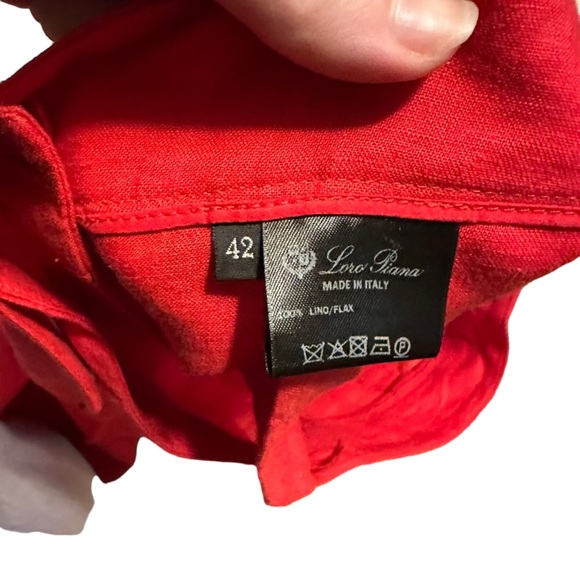 42
Loro Piana
MADE IN ITALY
100% LINO/FLAX
P